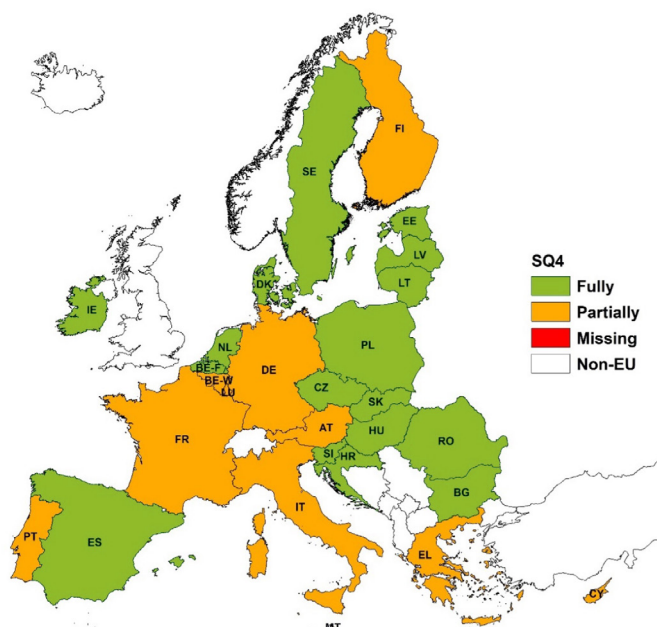 FI
SE
EE
LV
SQ4
LT
Fully
DK
IE
Partially
NL
Missing
PL
BE-F
DE
Non-EU
BE-W
CZ
LU
SK
AT
HU
FR
RO
SI
HR
BG
IT
PT
ES
EL
CY
MT